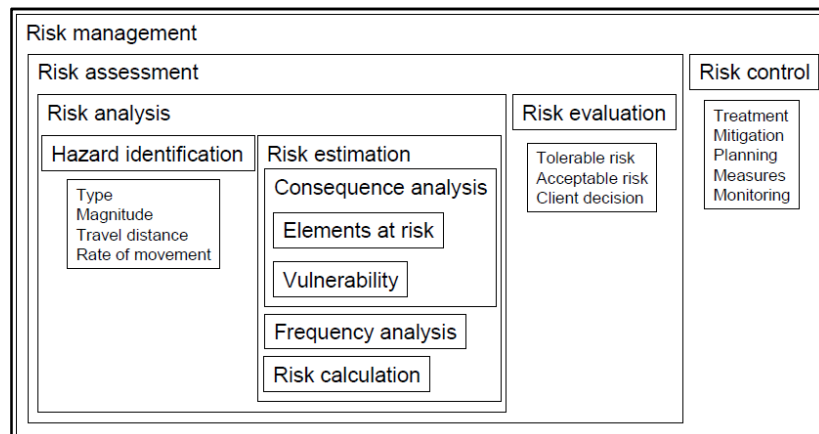 Risk management
Risk assessment
Risk control
Risk analysis
Risk evaluation
Hazard identification
Risk estimation
Type
Magnitude
Travel distance
Rate of movement
Consequence analysis
Elements at risk
Vulnerability
Frequency analysis
Risk calculation
Tolerable risk
Acceptable risk
Client decision
Treatment
Mitigation
Planning
Measures
Monitoring